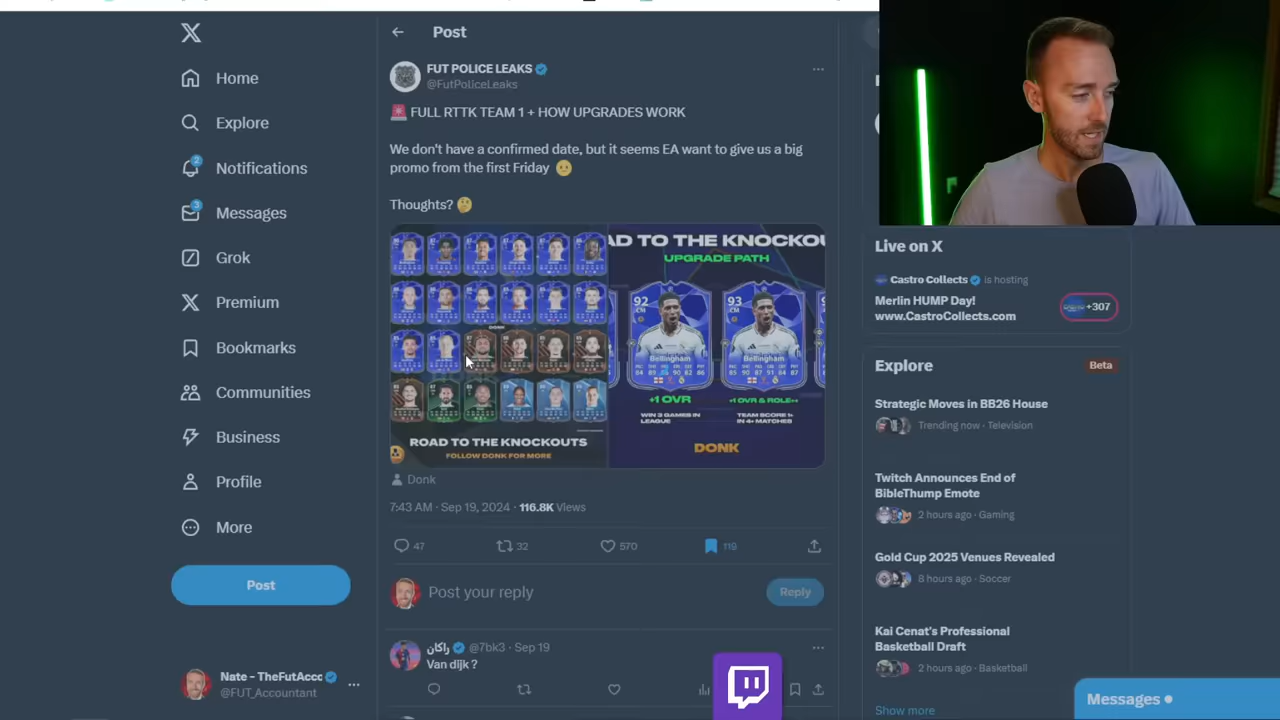 Home
Explore
2
Notifications
3
Messages
Grok
Premium
Bookmarks
Communities
Business
Profile
More
Post
Nate - TheFutAccc
@FUT_Accountant
Post
FUT POLICE LEAKS
@FutPoliceLeaks
FULL RTTK TEAM 1 + HOW UPGRADES WORK
We don't have a confirmed date, but it seems EA want to give us a big
promo from the first Friday
Thoughts?
DONK
ROAD TO THE KNOCKOUTS
FOLLOW DONK FOR MORE
AD TO THE KNOCKOU
UPGRADE PATH
92
CM
Bellingham
93
CM
Bellingham
+1 OVR
WIN 3 GAMES IN
LEAGUE
+1 OVR & ROLE++
TEAM SCORE 1+
IN 4+ MATCHES
DONK
Donk
7:43 AM · Sep 19, 2024 · 116.8K Views
47
32
570
119
Post your reply
Reply
راكان @7bk3 · Sep 19
Van dijk ?
Live on X
Castro Collects is hosting
Merlin HUMP Day!
www.CastroCollects.com
+307
Explore
Beta
Strategic Moves in BB26 House
Trending now · Television
Twitch Announces End of
BibleThump Emote
2 hours ago · Gaming
Gold Cup 2025 Venues Revealed
8 hours ago · Soccer
Kai Cenat's Professional
Basketball Draft
2 hours ago · Basketball
Show more
Messages